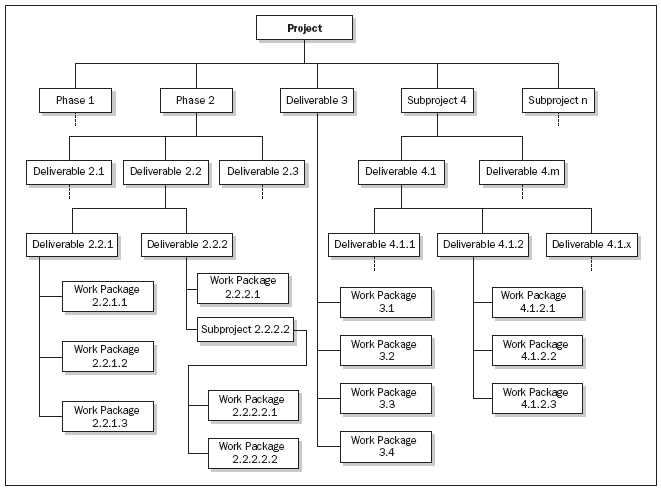 Project
Phase 1
Phase 2
Deliverable 3
Subproject 4
Subproject n
Deliverable 2.1
Deliverable 2.2
Deliverable 2.3
Deliverable 4.1
Deliverable 4.m
Deliverable 2.2.1
Deliverable 2.2.2
Deliverable 4.1.1
Deliverable 4.1.2
Deliverable 4.1.x
Work Package
2.2.1.1
Work Package
2.2.1.2
Work Package
2.2.1.3
Work Package
2.2.2.1
Subproject 2.2.2.2
Work Package
2.2.2.2.1
Work Package
2.2.2.2.2
Work Package
3.1
Work Package
3.2
Work Package
3.3
Work Package
3.4
Work Package
4.1.2.1
Work Package
4.1.2.2
Work Package
4.1.2.3